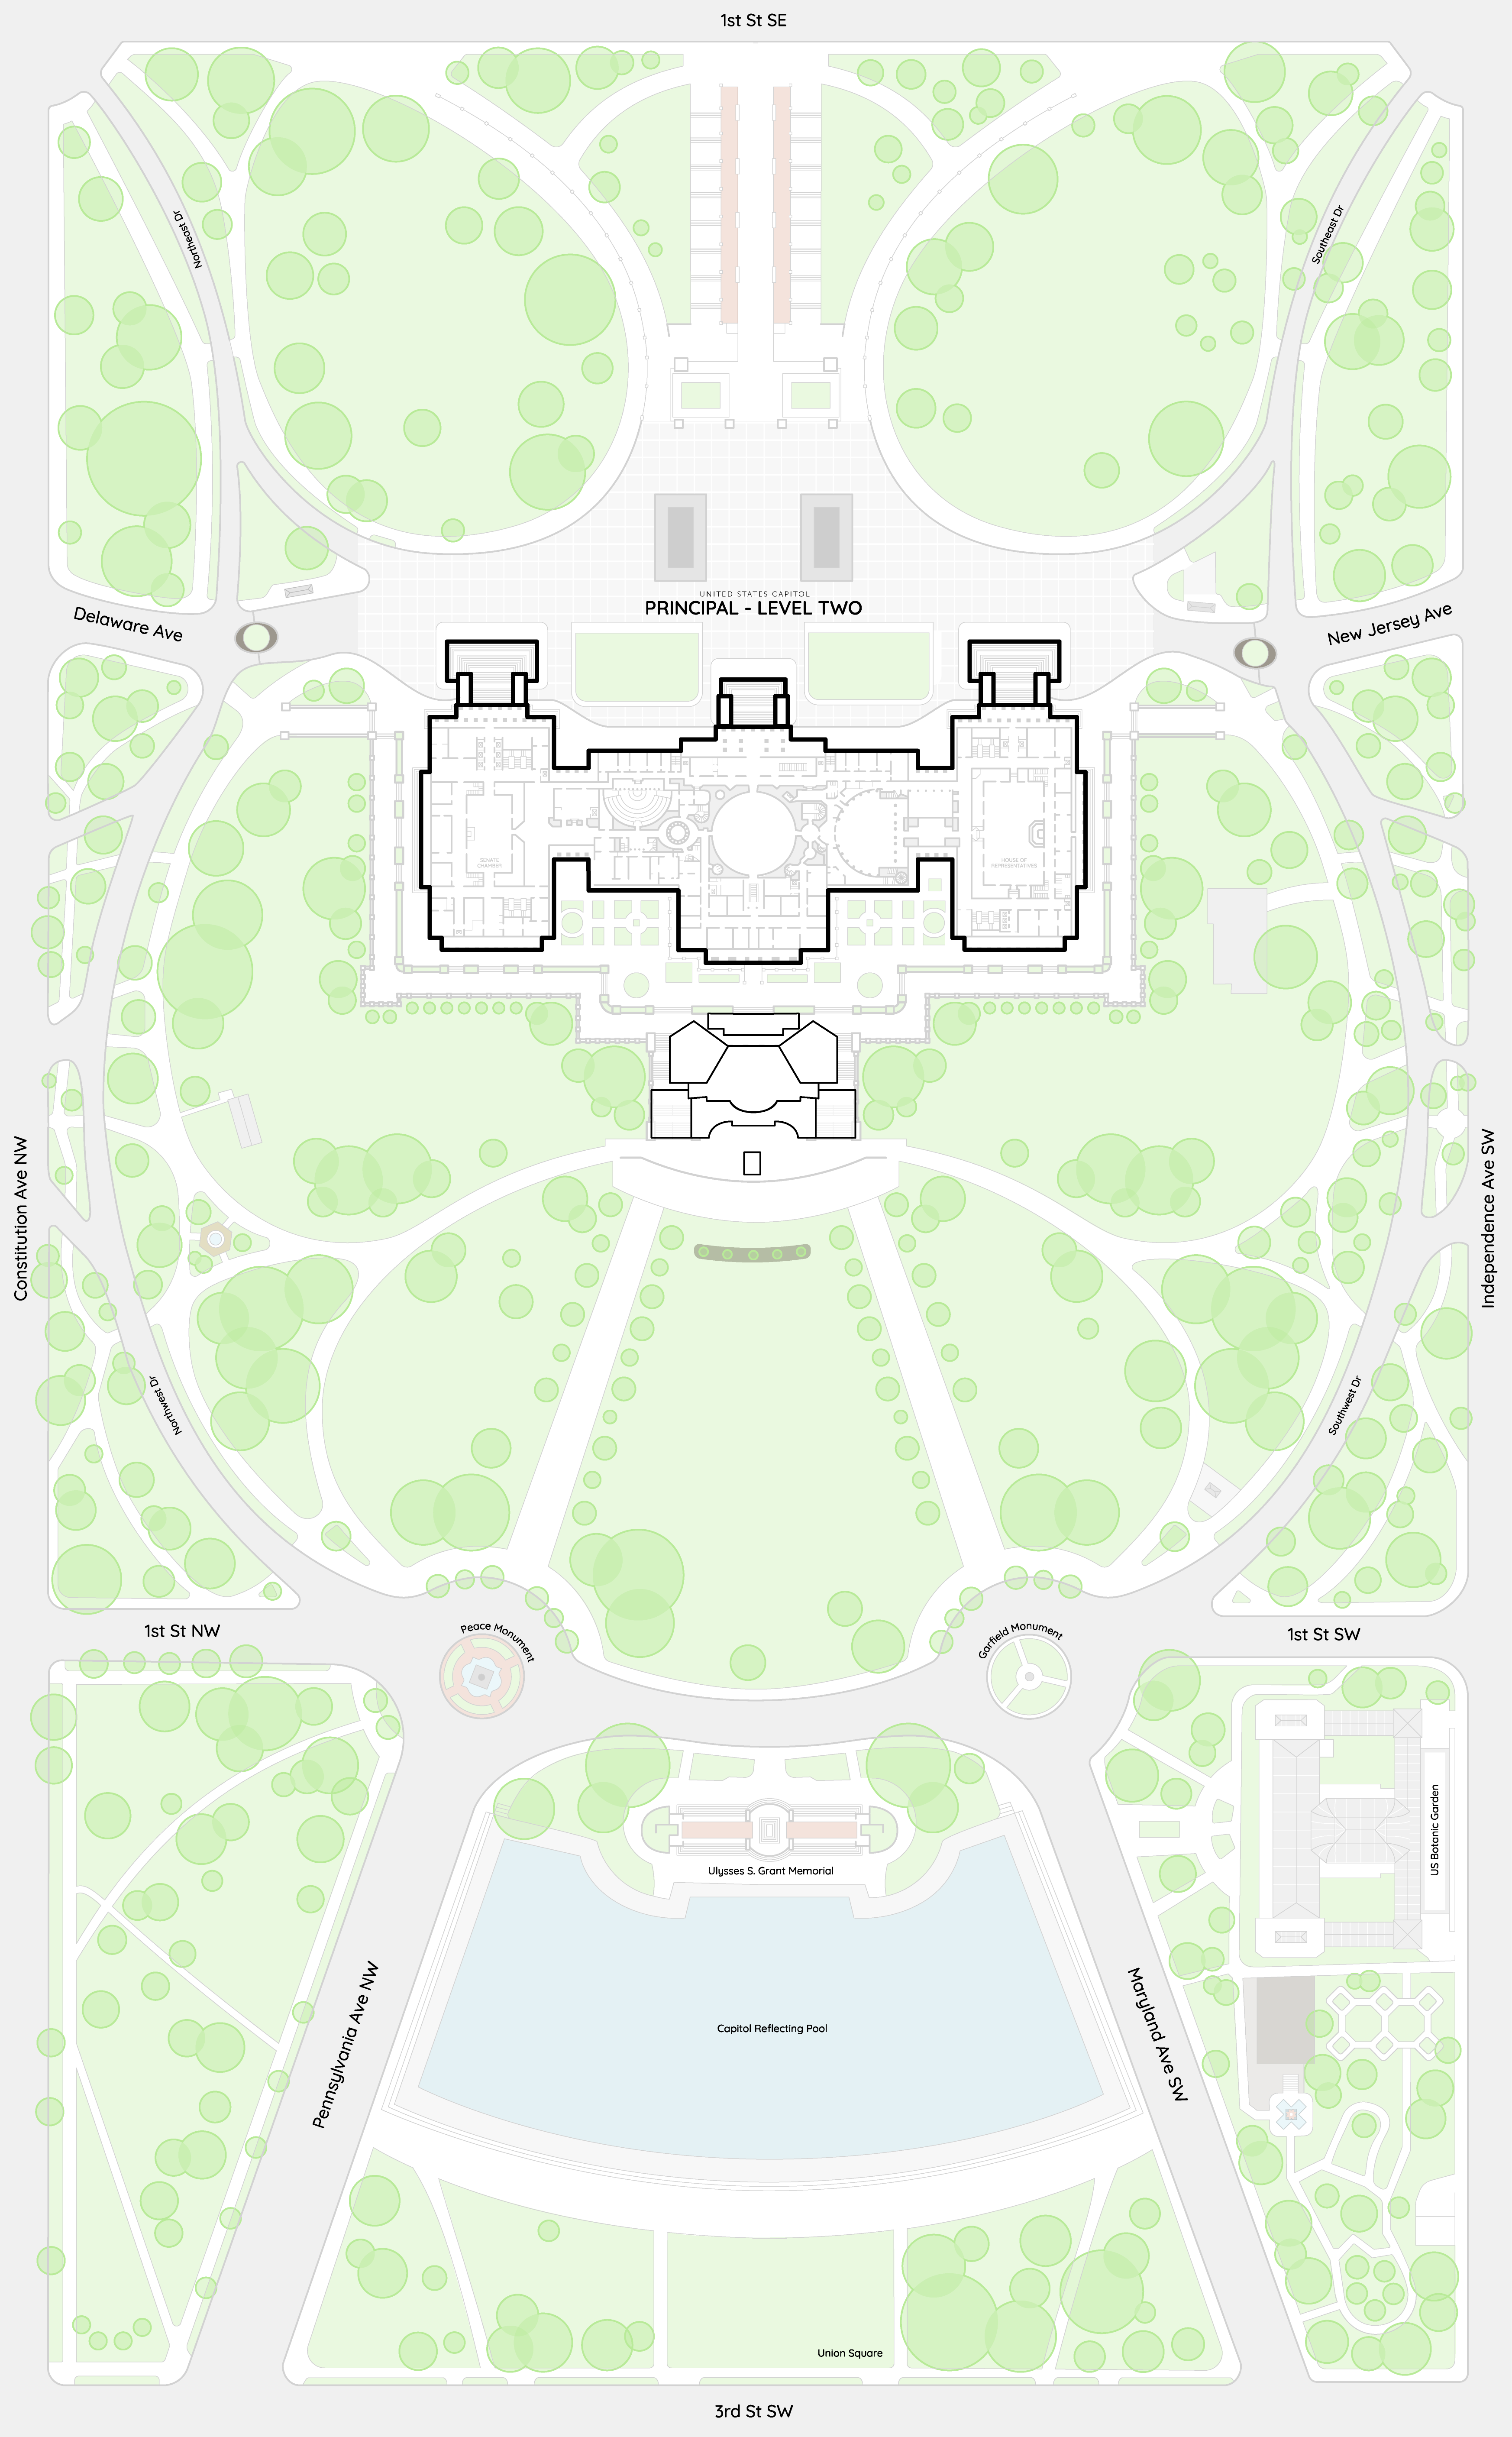 1st St SE
Northeast Dr
Southeast Dr
UNITED STATES CAPITOL
PRINCIPAL - LEVEL TWO
Delaware Ave
New Jersey Ave
SENATE
CHAMBER
HOUSE OF
REPRESENTATIVES
Constitution Ave NW
Independence Ave SW
Northwest Dr
Southwest Dr
1st St NW
Peace Monument
Garfield Monument
1st St SW
Ulysses S. Grant Memorial
US Botanic Garden
Capitol Reflecting Pool
Pennsylvania Ave NW
Maryland Ave SW
Union Square
3rd St SW